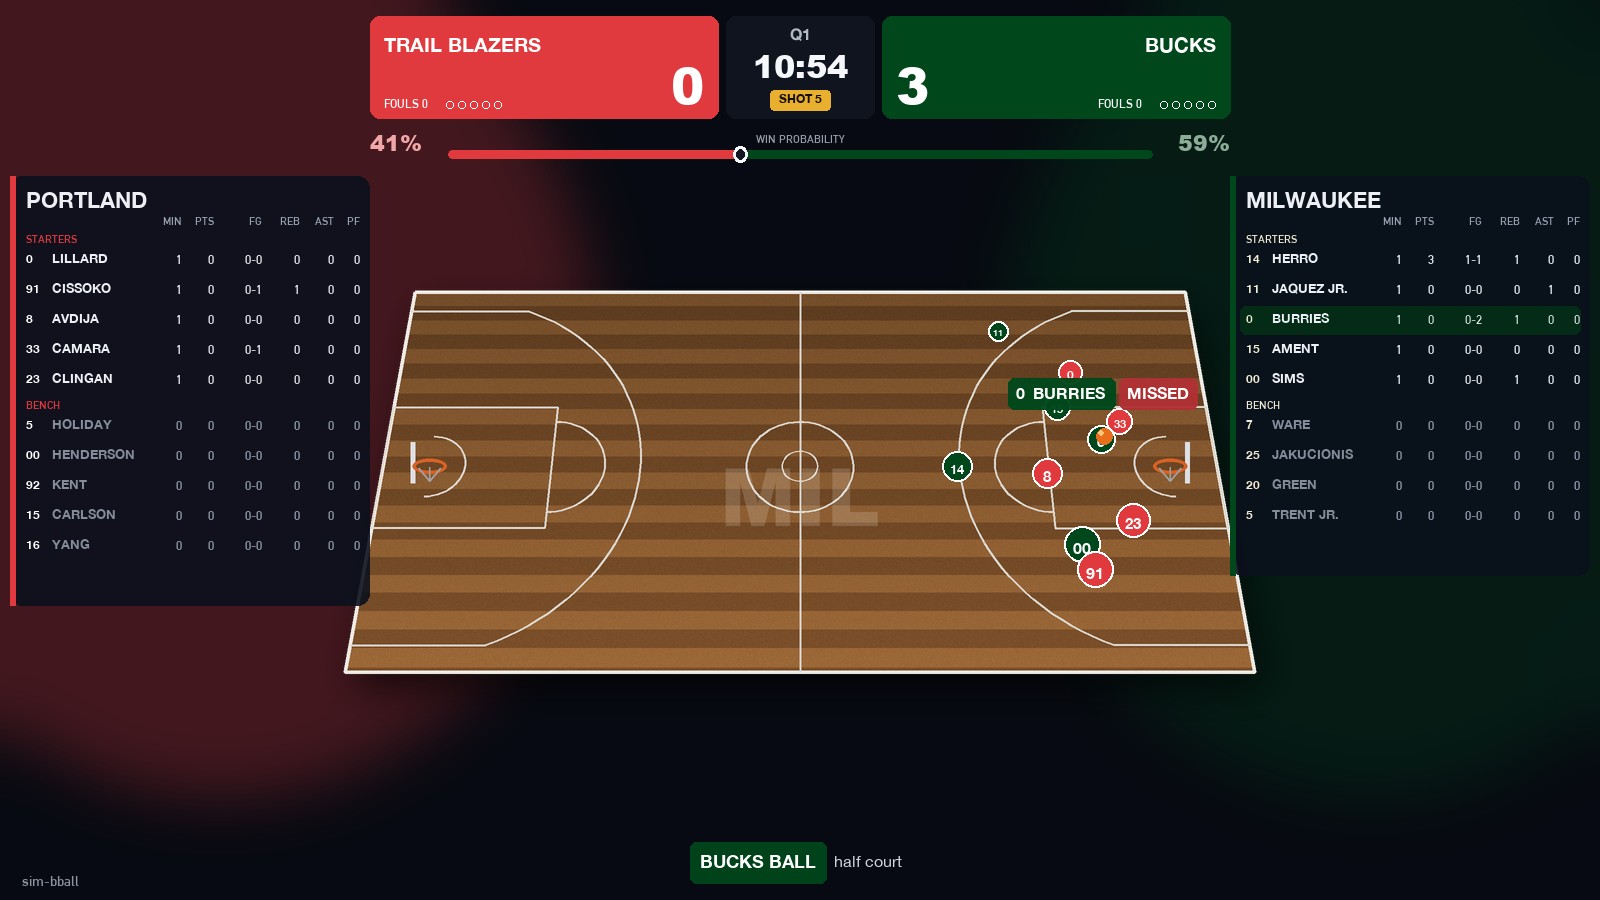 TRAIL BLAZERS
0
FOULS 0
Q1
10:54
SHOT 5
BUCKS
3
FOULS 0
41%
WIN PROBABILITY
59%
PORTLAND
MIN PTS FG REB AST PF
STARTERS
0 LILLARD 1 0 0-0 0 0 0
91 CISSOKO 1 0 0-1 1 0 0
8 AVDIJA 1 0 0-0 0 0 0
33 CAMARA 1 0 0-1 0 0 0
23 CLINGAN 1 0 0-0 0 0 0
BENCH
5 HOLIDAY 0 0 0-0 0 0 0
00 HENDERSON 0 0 0-0 0 0 0
92 KENT 0 0 0-0 0 0 0
15 CARLSON 0 0 0-0 0 0 0
16 YANG 0 0 0-0 0 0 0
MILWAUKEE
MIN PTS FG REB AST PF
STARTERS
14 HERRO 1 3 1-1 1 0 0
11 JAQUEZ JR. 1 0 0-0 0 1 0
0 BURRIES 1 0 0-2 1 0 0
15 AMENT 1 0 0-0 0 0 0
00 SIMS 1 0 0-0 1 0 0
BENCH
7 WARE 0 0 0-0 0 0 0
25 JAKUCIONIS 0 0 0-0 0 0 0
20 GREEN 0 0 0-0 0 0 0
5 TRENT JR. 0 0 0-0 0 0 0
11
0
0 BURRIES MISSED
33
14
8
MIL
23
00
91
BUCKS BALL half court
sim-bball